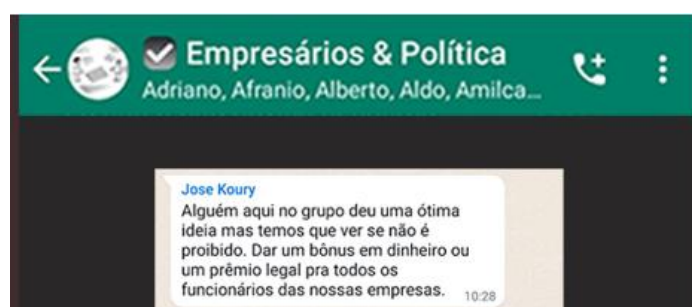 Empresários & Política
Adriano, Afranio, Alberto, Aldo, Amilca...
Jose Koury
Alguém aqui no grupo deu uma ótima
ideia mas temos que ver se não é
proibido. Dar um bônus em dinheiro ou
um prêmio legal pra todos os
funcionários das nossas empresas. 10:28